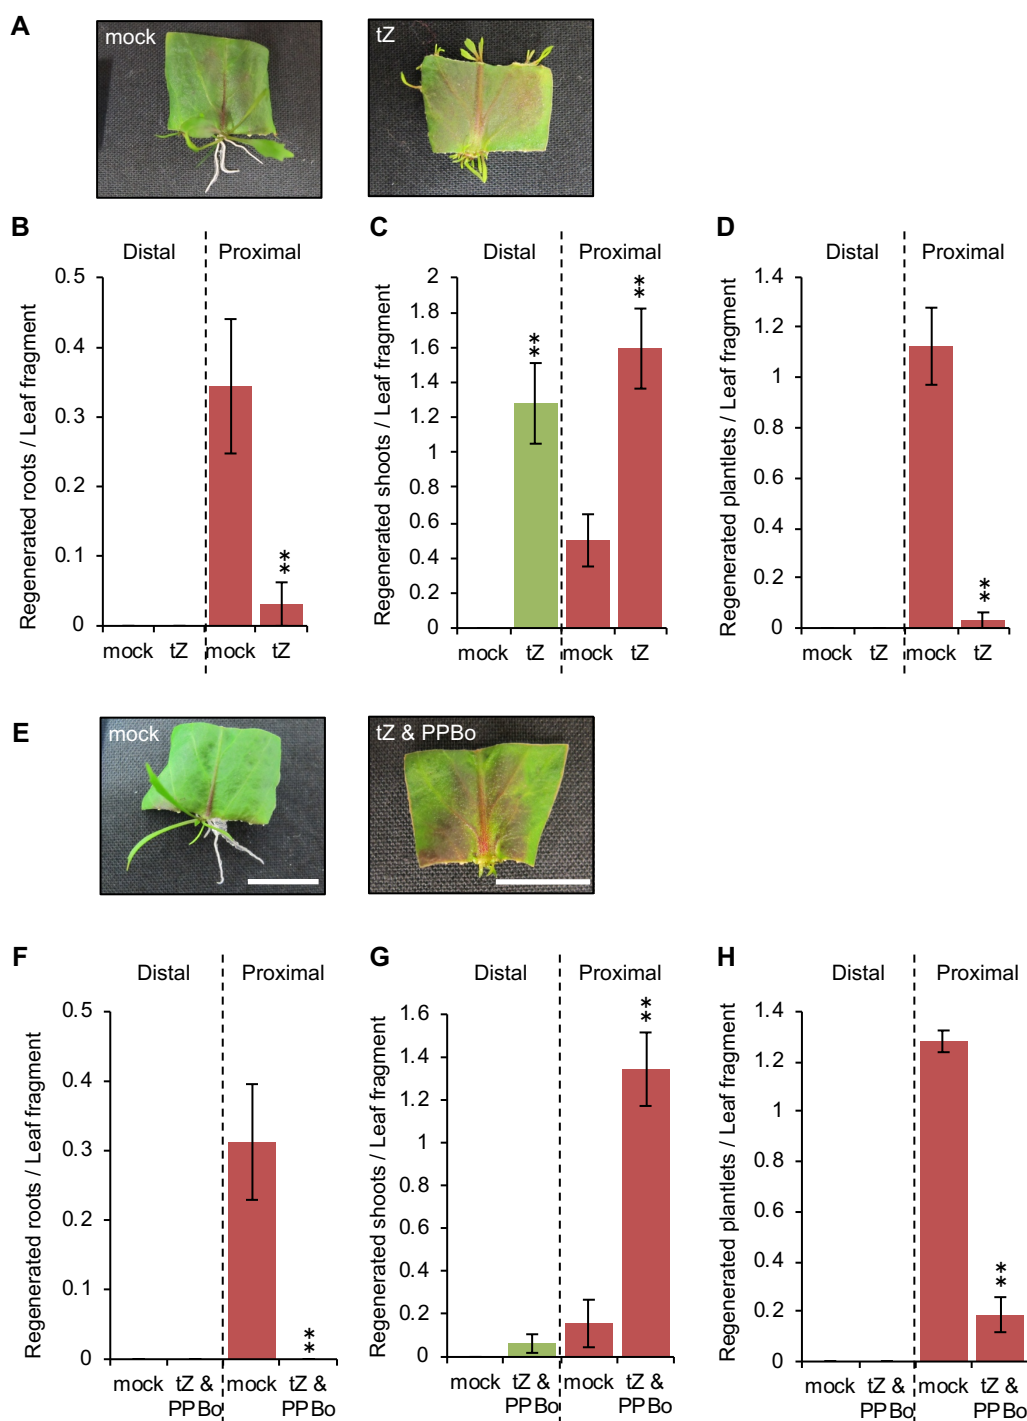 A
mock
tZ
B
Distal
Proximal
Regenerated roots / Leaf fragment
0.5
0.4
0.3
0.2
0.1
0
**
mock
tZ
mock
tZ
C
Distal
Proximal
Regenerated shoots / Leaf fragment
2
1.8
1.6
1.4
1.2
1
0.8
0.6
0.4
0.2
0
**
**
mock
tZ
mock
tZ
D
Distal
Proximal
Regenerated plantlets / Leaf fragment
1.4
1.2
1
0.8
0.6
0.4
0.2
0
**
mock
tZ
mock
tZ
E
mock
tZ & PPBo
F
Distal
Proximal
Regenerated roots / Leaf fragment
0.5
0.4
0.3
0.2
0.1
0
**
mock
tZ &
PPBo
mock
tZ &
PPBo
G
Distal
Proximal
Regenerated shoots / Leaf fragment
1.6
1.4
1.2
1
0.8
0.6
0.4
0.2
0
**
mock
tZ &
PPBo
mock
tZ &
PPBo
H
Distal
Proximal
Regenerated plantlets / Leaf fragment
1.4
1.2
1
0.8
0.6
0.4
0.2
0
**
mock
tZ &
PPBo
mock
tZ &
PPBo